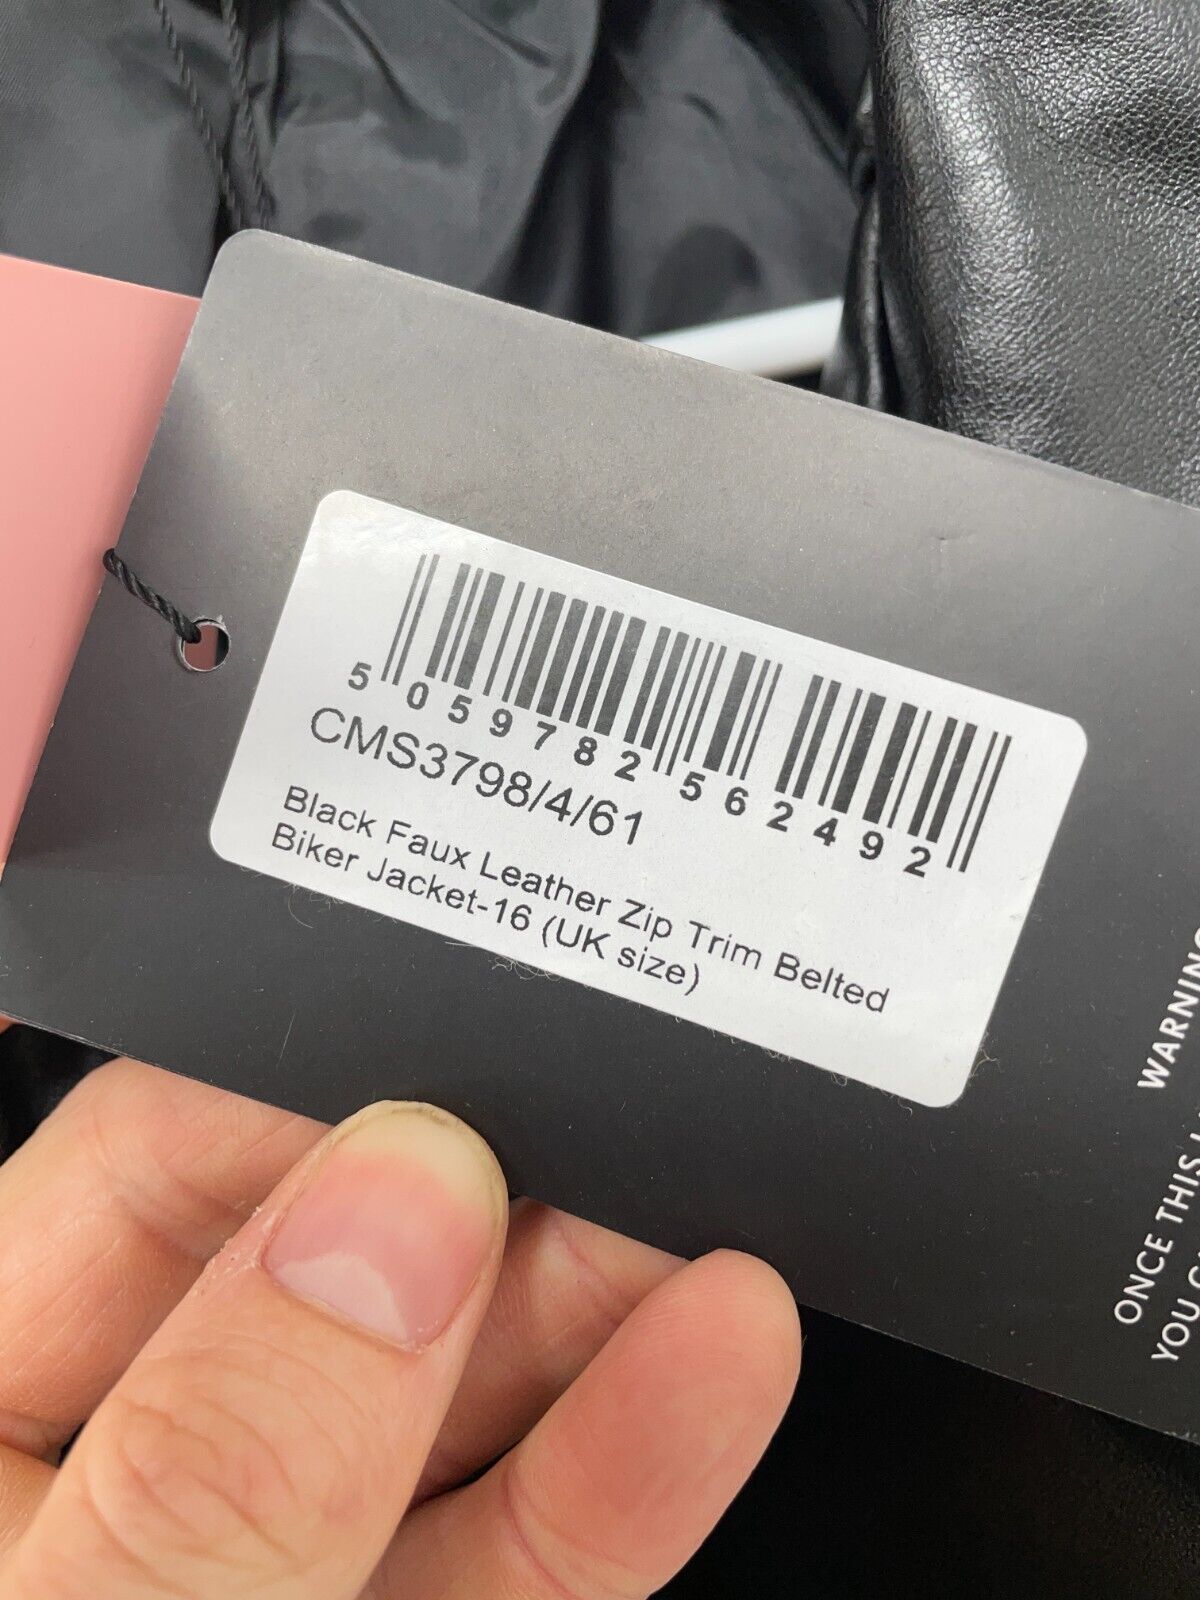 5 059782 562492
CMS3798/4/61
Black Faux Leather Zip Trim Belted
Biker Jacket-16 (UK size)
WARNING
ONCE THIS
YOU